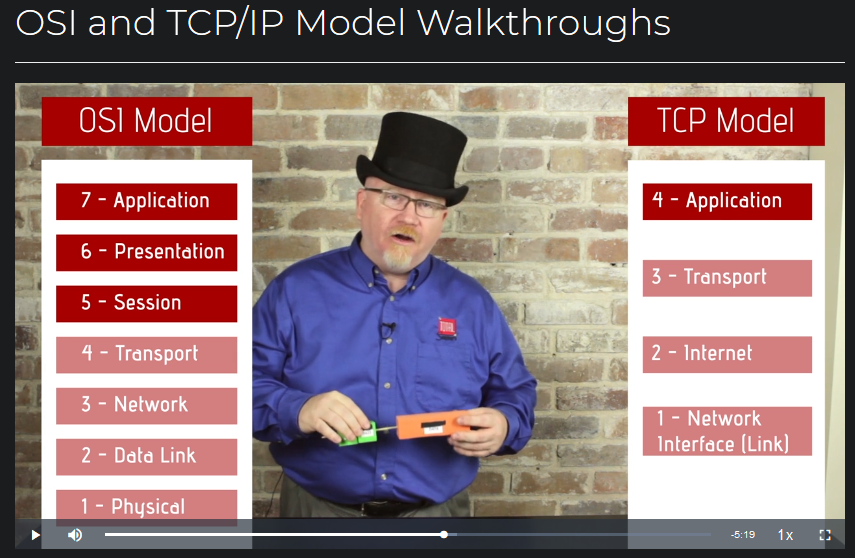 OSI and TCP/IP Model Walkthroughs
OSI Model
7 - Application
6 - Presentation
5 - Session
4 - Transport
3 - Network
2 - Data Link
1 - Physical
TCP Model
4 - Application
3 - Transport
2 - Internet
1 - Network
Interface (Link)
TOTAL
-5:19
1x